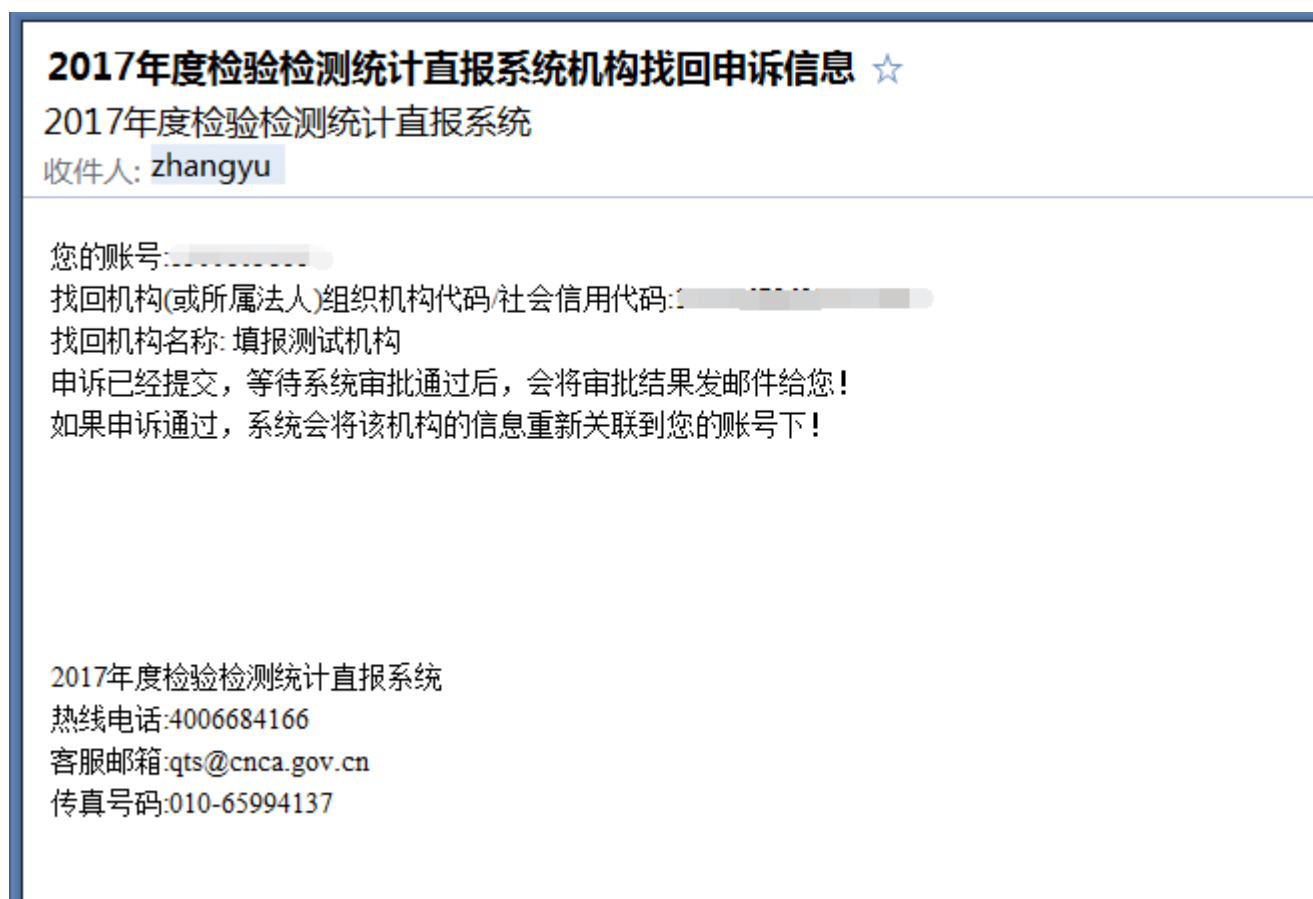 2017年度检验检测统计直报系统机构找回申诉信息 ☆
2017年度检验检测统计直报系统
收件人: zhangyu
您的账号:
找回机构(或所属法人)组织机构代码/社会信用代码:
找回机构名称: 填报测试机构
申诉已经提交，等待系统审批通过后，会将审批结果发邮件给您！
如果申诉通过，系统会将该机构的信息重新关联到您的账号下！
2017年度检验检测统计直报系统
热线电话:4006684166
客服邮箱:qts@cnca.gov.cn
传真号码:010-65994137